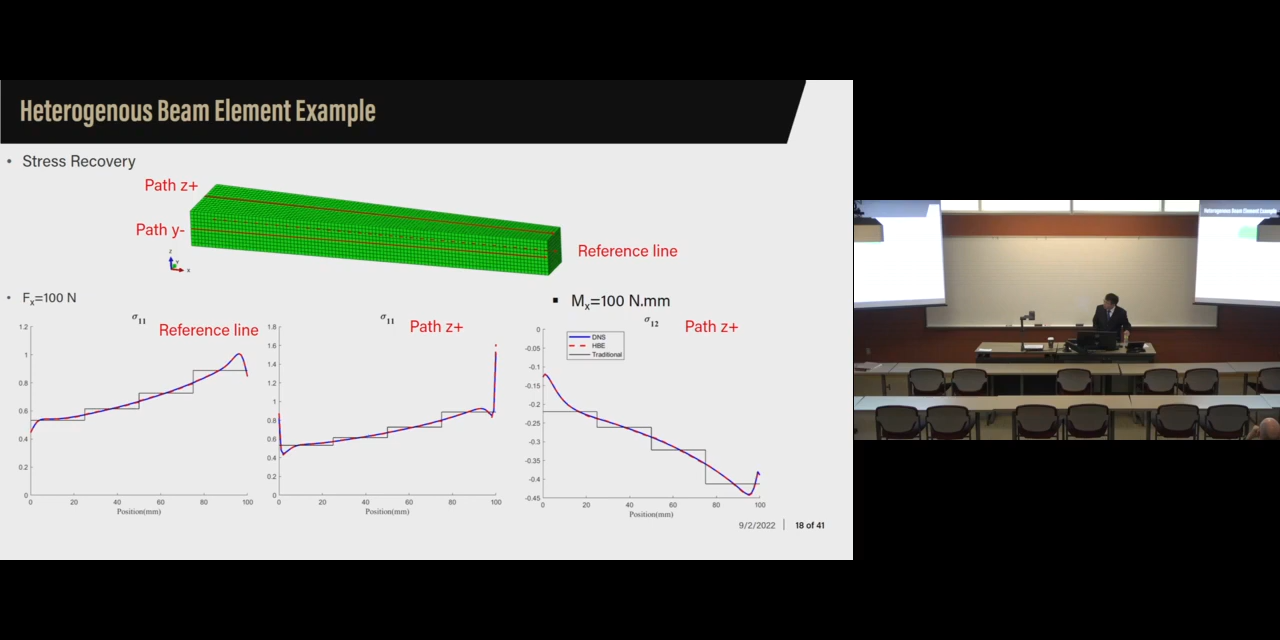 Heterogenous Beam Element Example
• Stress Recovery
Path z+
Path y-
Reference line
z
Y
x
• Fx=100 N
▪ Mx=100 N.mm
σ11
Reference line
1.2
1
0.8
0.6
0.4
0.2
0
0 20 40 60 80 100
Position(mm)
σ11
Path z+
1.8
1.6
1.4
1.2
1
0.8
0.6
0.4
0.2
0
0 20 40 60 80 100
Position(mm)
σ12
Path z+
DNS
HBE
Traditional
0
-0.05
-0.1
-0.15
-0.2
-0.25
-0.3
-0.35
-0.4
-0.45
0 20 40 60 80 100
Position(mm)
9/2/2022 | 18 of 41
Heterogenous Beam Element Example